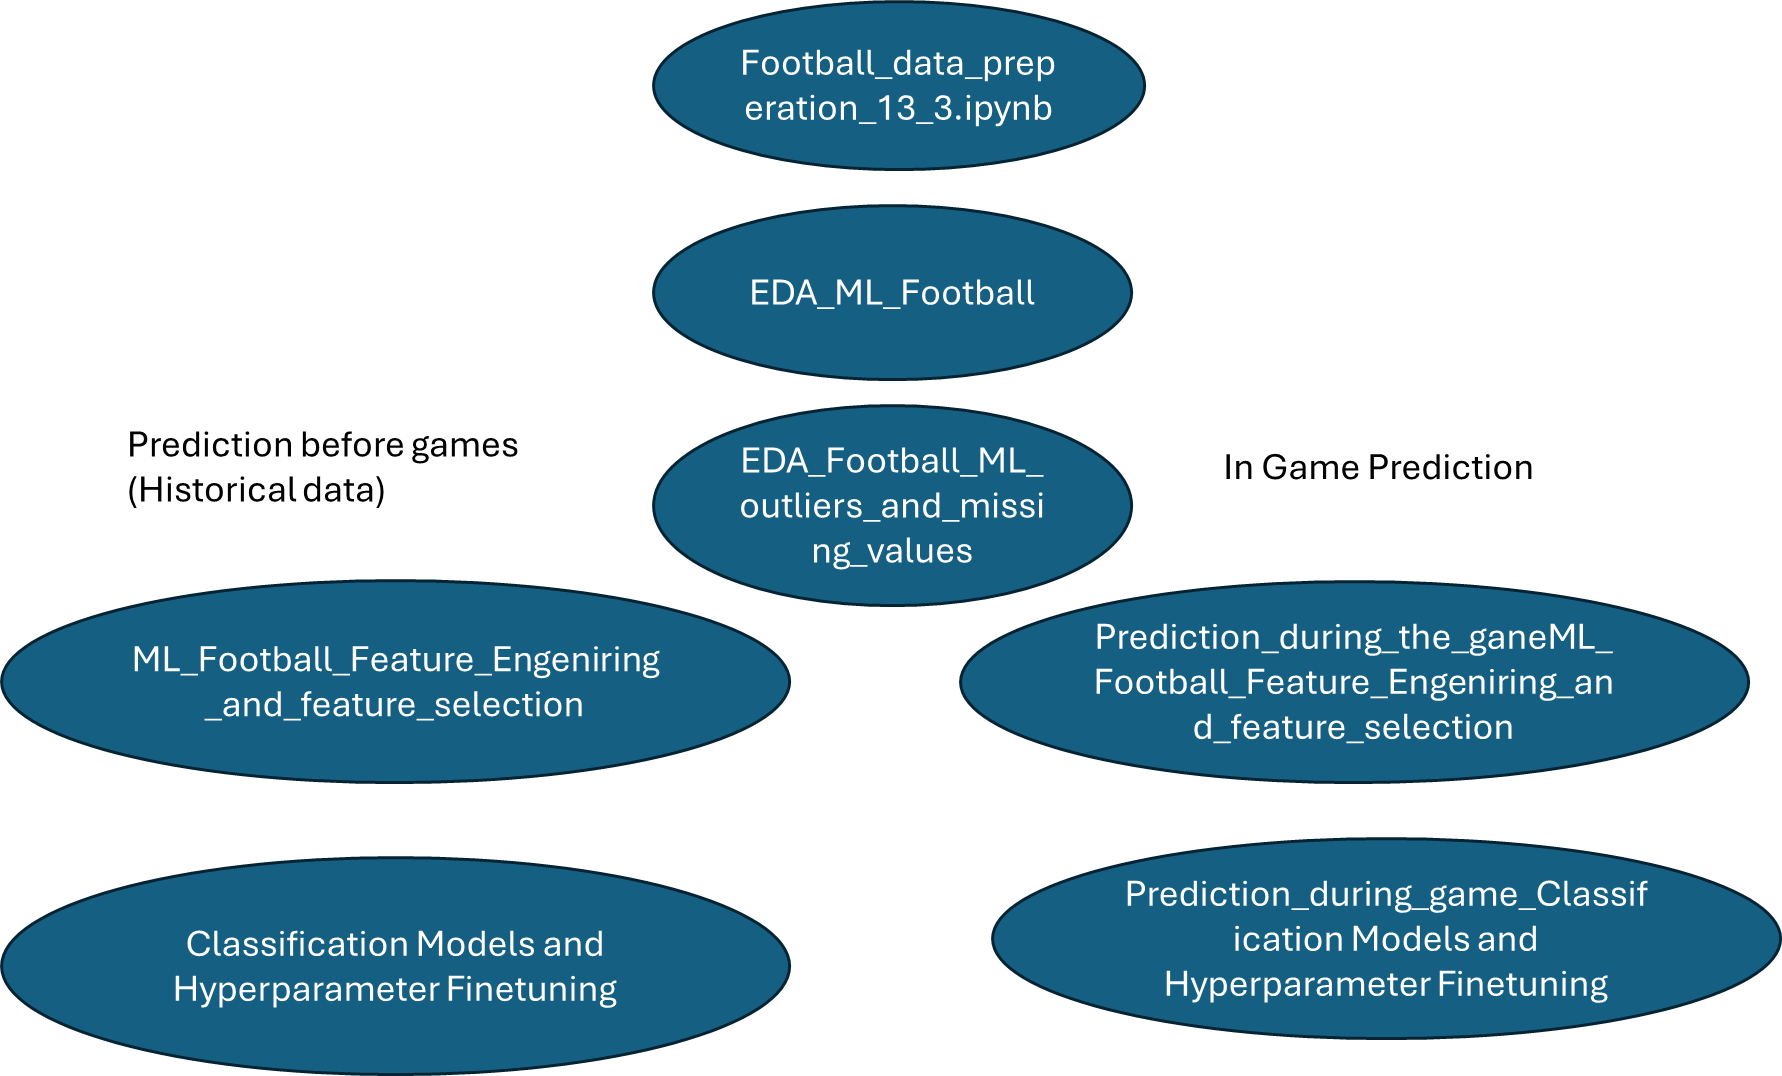 Football_data_prep
eration_13_3.ipynb
EDA_ML_Football
Prediction before games
(Historical data)
EDA_Football_ML_
outliers_and_missi
ng_values
In Game Prediction
ML_Football_Feature_Engeniring
_and_feature_selection
Prediction_during_the_ganeML_
Football_Feature_Engeniring_an
d_feature_selection
Classification Models and
Hyperparameter Finetuning
Prediction_during_game_Classif
ication Models and
Hyperparameter Finetuning